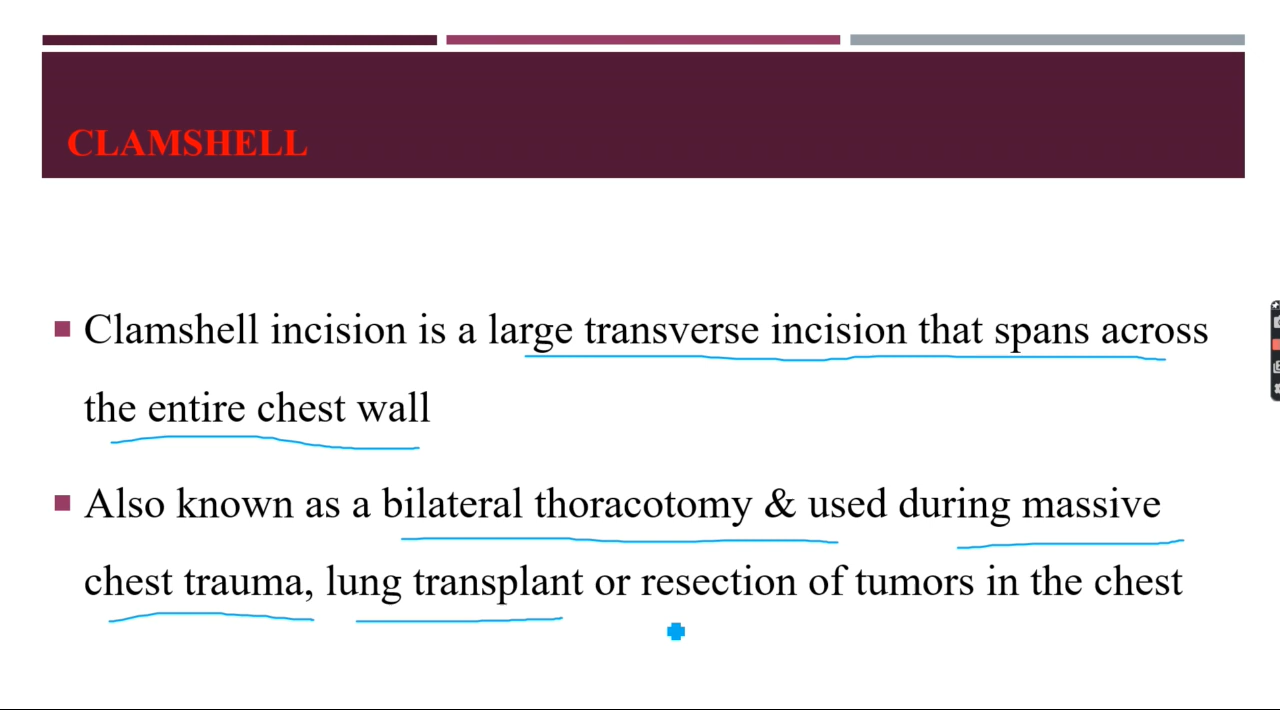 CLAMSHELL
Clamshell incision is a large transverse incision that spans across
the entire chest wall
Also known as a bilateral thoracotomy & used during massive
chest trauma, lung transplant or resection of tumors in the chest